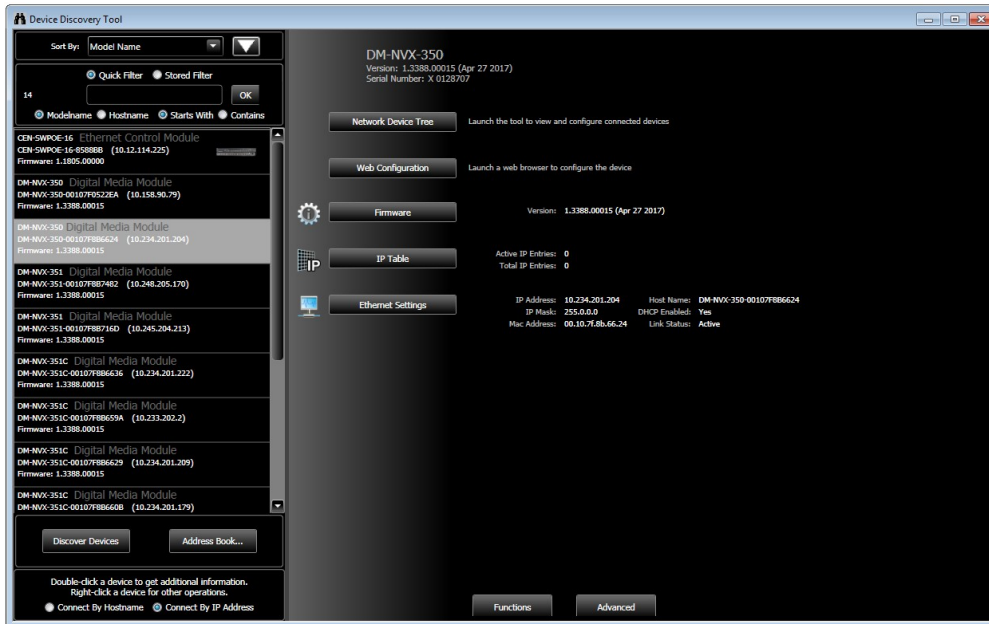 Device Discovery Tool
Sort By: Model Name
Quick Filter Stored Filter
14 OK
Modelname Hostname Starts With Contains
CEN-SWPOE-16 Ethernet Control Module
CEN-SWPOE-16-8588BB (10.12.114.225)
Firmware: 1.1805.00000
DM-NVX-350 Digital Media Module
DM-NVX-350-00107F0522EA (10.158.90.79)
Firmware: 1.3388.00015
DM-NVX-350 Digital Media Module
DM-NVX-350-00107F8B6624 (10.234.201.204)
Firmware: 1.3388.00015
DM-NVX-351 Digital Media Module
DM-NVX-351-00107F8B7482 (10.248.205.170)
Firmware: 1.3388.00015
DM-NVX-351 Digital Media Module
DM-NVX-351-00107F8B716D (10.245.204.213)
Firmware: 1.3388.00015
DM-NVX-351C Digital Media Module
DM-NVX-351C-00107F8B6636 (10.234.201.222)
Firmware: 1.3388.00015
DM-NVX-351C Digital Media Module
DM-NVX-351C-00107F8B659A (10.233.202.2)
Firmware: 1.3388.00015
DM-NVX-351C Digital Media Module
DM-NVX-351C-00107F8B6629 (10.234.201.209)
Firmware: 1.3388.00015
DM-NVX-351C Digital Media Module
DM-NVX-351C-00107F8B660B (10.234.201.179)
Discover Devices Address Book...
Double-click a device to get additional information.
Right-click a device for other operations.
Connect By Hostname Connect By IP Address
DM-NVX-350
Version: 1.3388.00015 (Apr 27 2017)
Serial Number: X 0128707
Network Device Tree Launch the tool to view and configure connected devices
Web Configuration Launch a web browser to configure the device
Firmware Version: 1.3388.00015 (Apr 27 2017)
IP IP Table Active IP Entries: 0
Total IP Entries: 0
Ethernet Settings IP Address: 10.234.201.204 Host Name: DM-NVX-350-00107F8B6624
IP Mask: 255.0.0.0 DHCP Enabled: Yes
Mac Address: 00.10.7f.8b.66.24 Link Status: Active
Functions Advanced